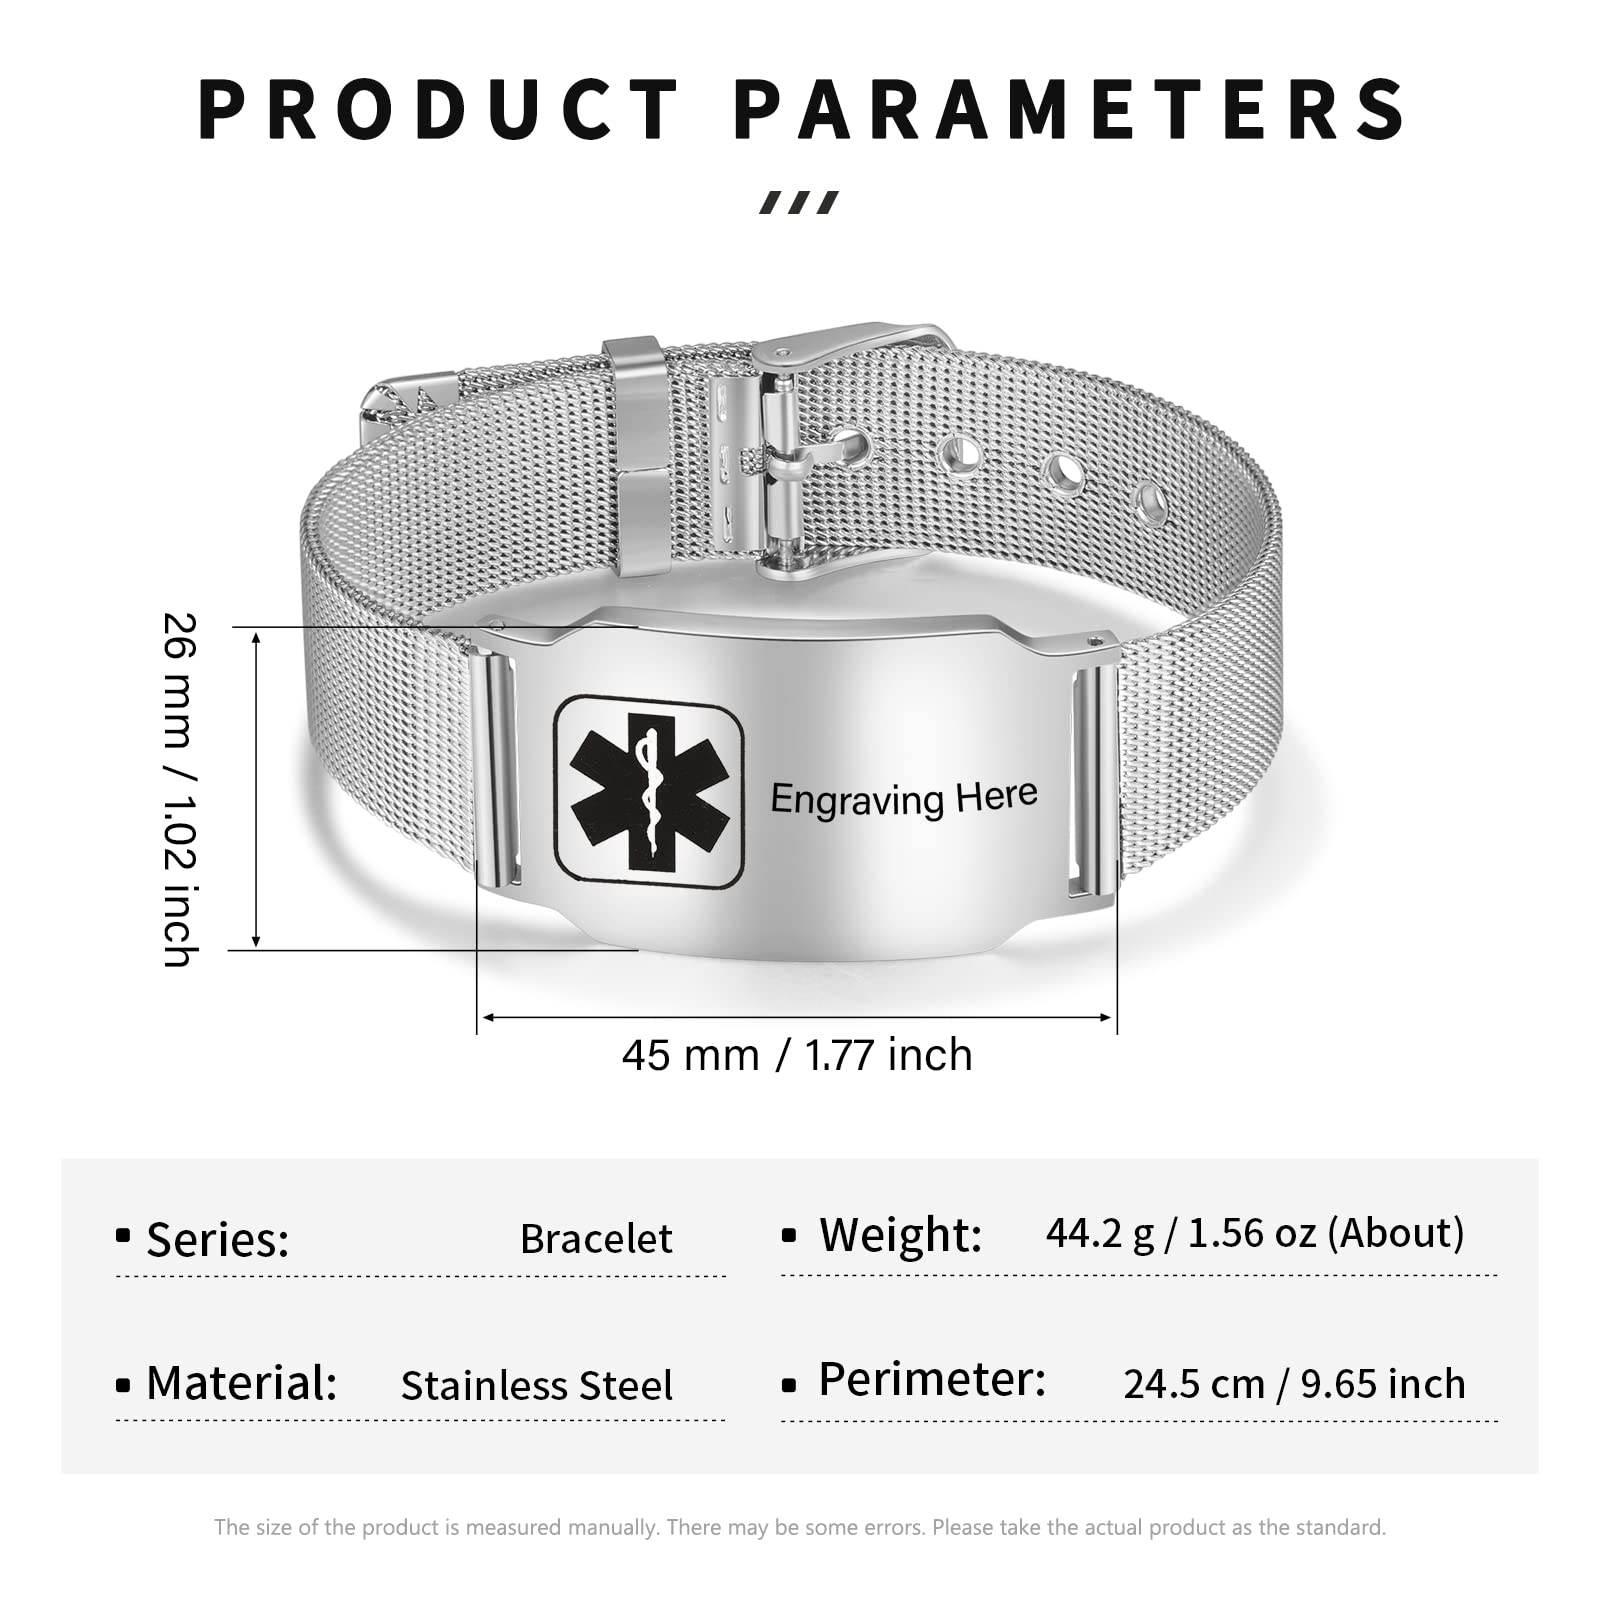 PRODUCT PARAMETERS
26 mm / 1.02 inch
Engraving Here
45 mm / 1.77 inch
Series: Bracelet
Weight: 44.2 g / 1.56 oz (About)
Material: Stainless Steel
Perimeter: 24.5 cm / 9.65 inch
The size of the product is measured manually. There may be some errors. Please take the actual product as the standard.